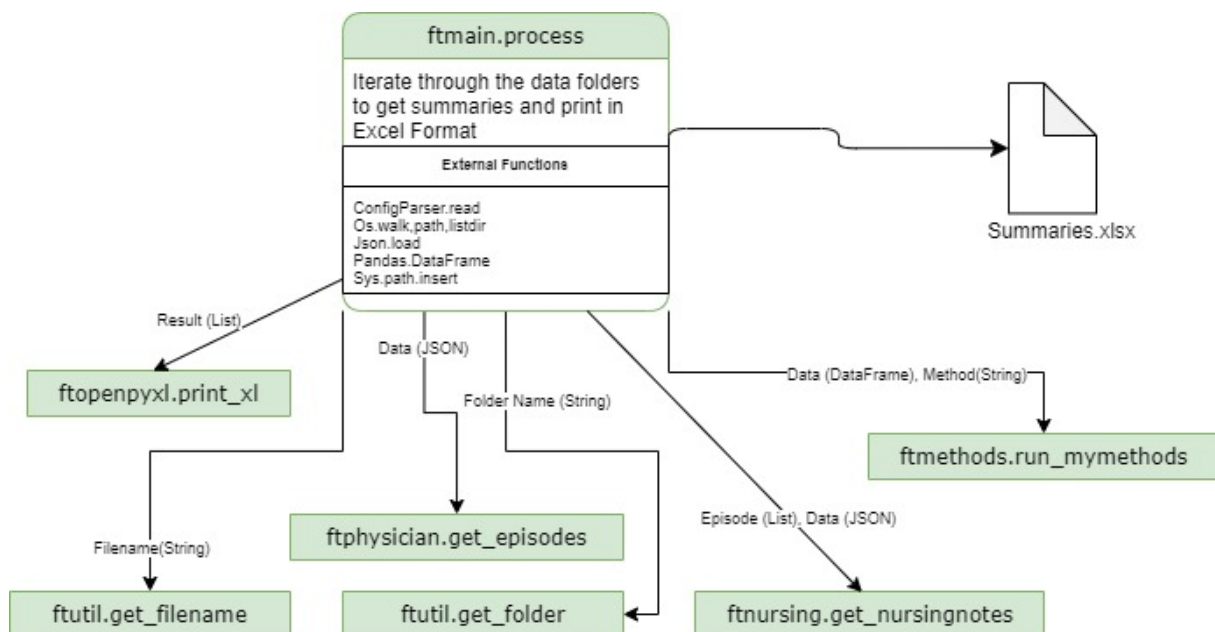 ftmain.process
Iterate through the data folders
to get summaries and print in
Excel Format
External Functions
ConfigParser.read
Os.walk,path,listdir
Json.load
Pandas.DataFrame
Sys.path.insert
Summaries.xlsx
Result (List)
Data (JSON)
Data (DataFrame), Method(String)
ftopenpyxl.print_xl
Folder Name (String)
ftmethods.run_mymethods
Episode (List), Data (JSON)
ftphysician.get_episodes
Filename(String)
ftutil.get_filename
ftutil.get_folder
ftnursing.get_nursingnotes